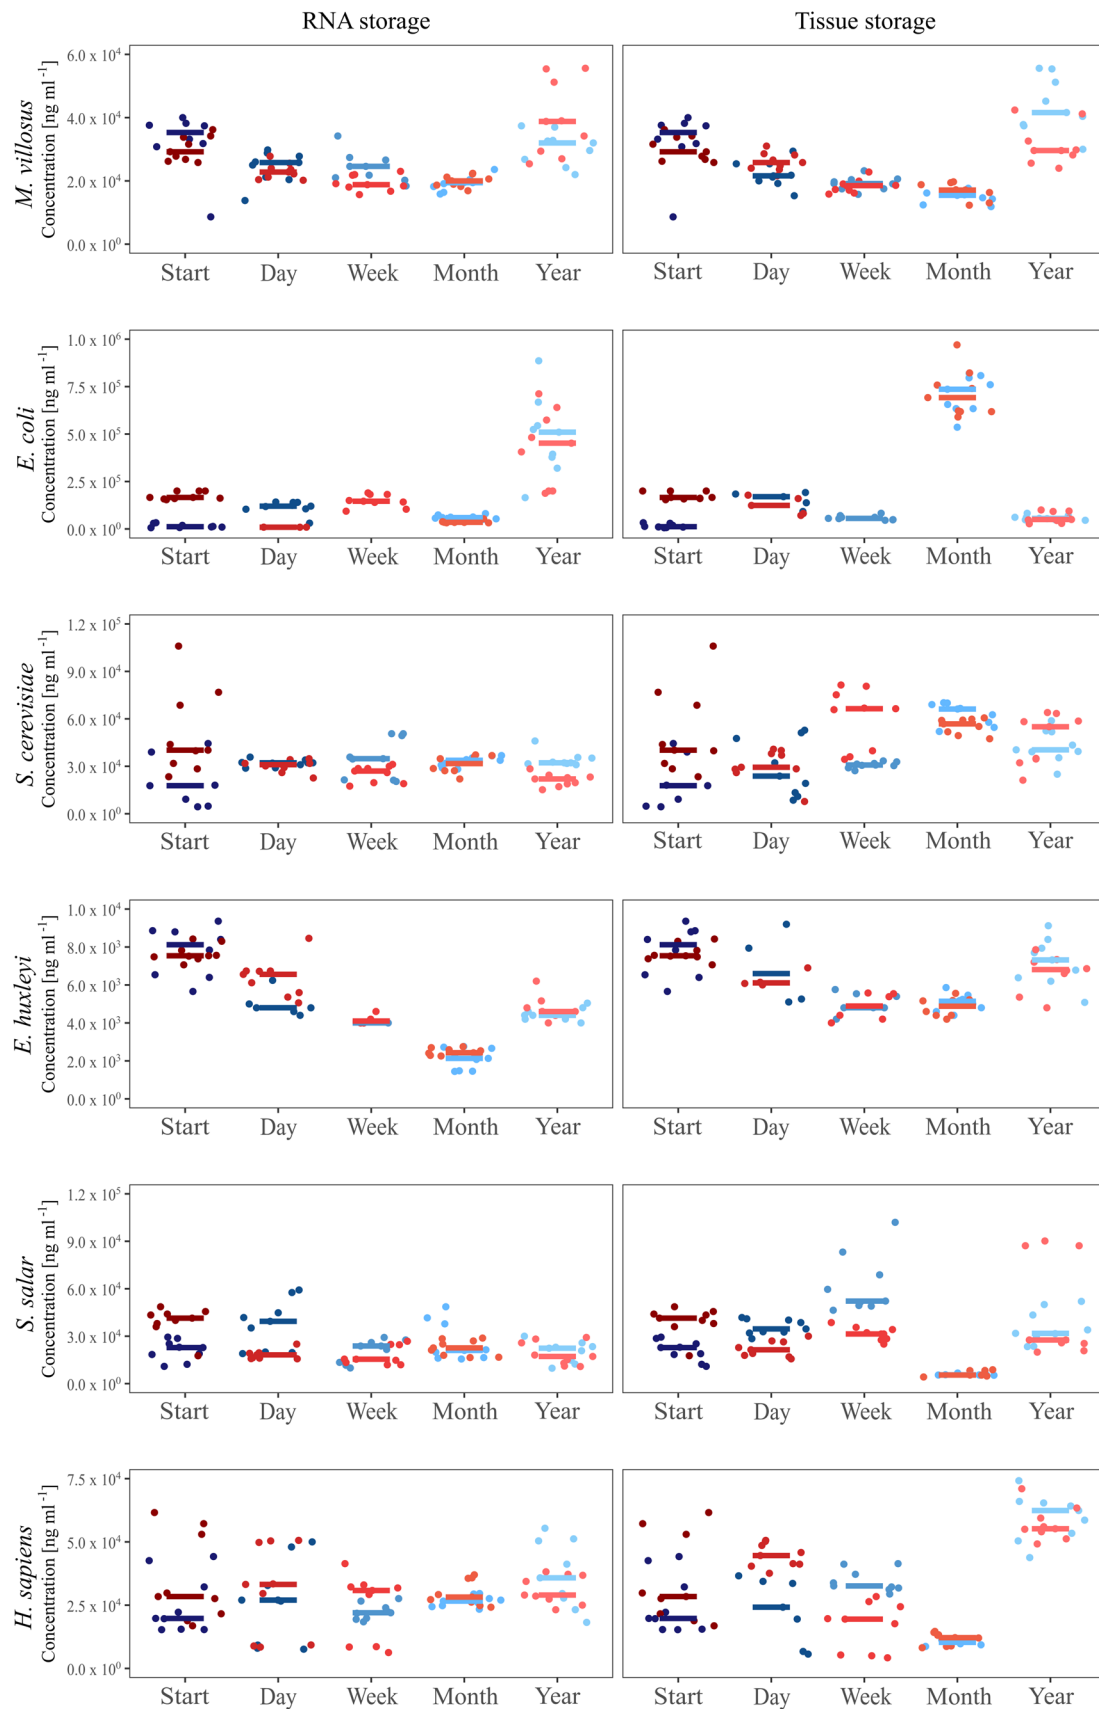 RNA storage
Tissue storage
M. villosus
Concentration [ng ml⁻¹]
6.0 x 10⁴
4.0 x 10⁴
2.0 x 10⁴
0.0 x 10⁰
Start Day Week Month Year
Start Day Week Month Year
E. coli
Concentration [ng ml⁻¹]
1.0 x 10⁶
7.5 x 10⁵
5.0 x 10⁵
2.5 x 10⁵
0.0 x 10⁰
Start Day Week Month Year
Start Day Week Month Year
S. cerevisiae
Concentration [ng ml⁻¹]
1.2 x 10⁵
9.0 x 10⁴
6.0 x 10⁴
3.0 x 10⁴
0.0 x 10⁰
Start Day Week Month Year
Start Day Week Month Year
E. huxleyi
Concentration [ng ml⁻¹]
1.0 x 10⁴
8.0 x 10³
6.0 x 10³
4.0 x 10³
2.0 x 10³
0.0 x 10⁰
Start Day Week Month Year
Start Day Week Month Year
S. salar
Concentration [ng ml⁻¹]
1.2 x 10⁵
9.0 x 10⁴
6.0 x 10⁴
3.0 x 10⁴
0.0 x 10⁰
Start Day Week Month Year
Start Day Week Month Year
H. sapiens
Concentration [ng ml⁻¹]
7.5 x 10⁴
5.0 x 10⁴
2.5 x 10⁴
0.0 x 10⁰
Start Day Week Month Year
Start Day Week Month Year